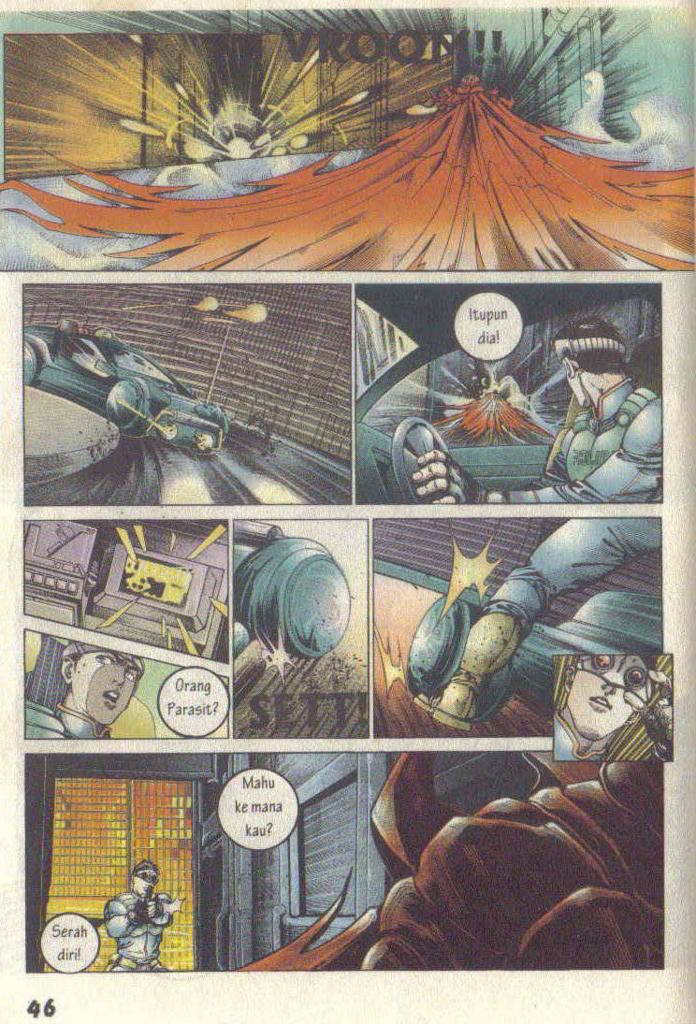 VROOM!!
Itupun
dia!
Orang
Parasit?
SETT!
Mahu
ke mana
kau?
Serah
diri!
46